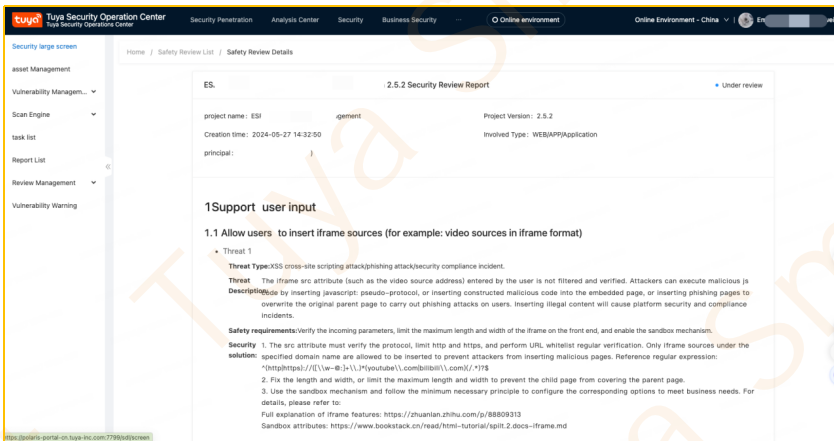 tuya Tuya Security Operation Center
Tuya Security Operations Center
Security Penetration Analysis Center Security Business Security ··· Online environment Online Environment - China
Security large screen
asset Management
Vulnerability Managem...
Scan Engine
task list
Report List
Review Management
Vulnerability Warning
Home / Safety Review List / Safety Review Details
ES. 2.5.2 Security Review Report Under review
project name: ESI Project Version: 2.5.2
Creation time: 2024-05-27 14:32:50 Involved Type: WEB/APP/Application
principal: )
1Support user input
1.1 Allow users to insert iframe sources (for example: video sources in iframe format)
• Threat 1
Threat Type:XSS cross-site scripting attack/phishing attack/security compliance incident.
Threat The iframe src attribute (such as the video source address) entered by the user is not filtered and verified. Attackers can execute malicious js
Description: code by inserting javascript: pseudo-protocol, or inserting constructed malicious code into the embedded page, or inserting phishing pages to
overwrite the original parent page to carry out phishing attacks on users. Inserting illegal content will cause platform security and compliance
incidents.
Safety requirements:Verify the incoming parameters, limit the maximum length and width of the iframe on the front end, and enable the sandbox mechanism.
Security 1. The src attribute must verify the protocol, limit http and https, and perform URL whitelist regular verification. Only iframe sources under the
solution: specified domain name are allowed to be inserted to prevent attackers from inserting malicious pages. Reference regular expression:
^(http|https)://([\\w-@:]+\\.)*(youtube\\.com|bilibili\\.com)(/.*)?$
2. Fix the length and width, or limit the maximum length and width to prevent the child page from covering the parent page.
3. Use the sandbox mechanism and follow the minimum necessary principle to configure the corresponding options to meet business needs. For
details, please refer to:
Full explanation of iframe features: https://zhuanlan.zhihu.com/p/88809313
Sandbox attributes: https://www.bookstack.cn/read/html-tutorial/spilt.2.docs-iframe.md
https://polaris-portal-cn.tuya-inc.com:7799/sdl/screen